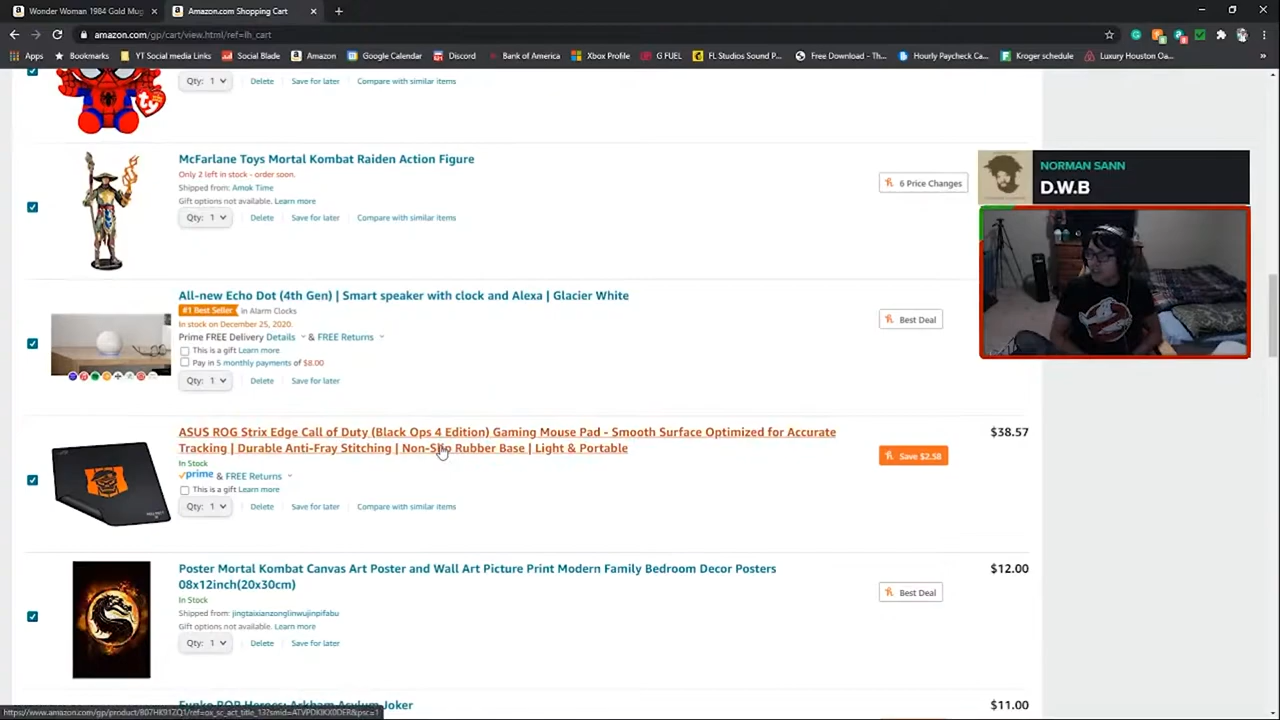 Wonder Woman 1984 Gold Mug
Amazon.com Shopping Cart
amazon.com/gp/cart/view.html/ref=lh_cart
Apps
Bookmarks
YT Social media Links
Social Blade
Amazon
Google Calendar
Discord
Bank of America
Xbox Profile
G FUEL
FL Studios Sound P...
Free Download – Th...
Hourly Paycheck Ca...
Kroger schedule
Luxury Houston Oa...
Qty: 1
Delete
Save for later
Compare with similar items
McFarlane Toys Mortal Kombat Raiden Action Figure
Only 2 left in stock - order soon.
Shipped from: Amok Time
Gift options not available. Learn more
Qty: 1
Delete
Save for later
Compare with similar items
6 Price Changes
NORMAN SANN
D.W.B
All-new Echo Dot (4th Gen) | Smart speaker with clock and Alexa | Glacier White
#1 Best Seller in Alarm Clocks
In stock on December 25, 2020.
Prime FREE Delivery Details & FREE Returns
This is a gift Learn more
Pay in 5 monthly payments of $8.00
Qty: 1
Delete
Save for later
Best Deal
ASUS ROG Strix Edge Call of Duty (Black Ops 4 Edition) Gaming Mouse Pad - Smooth Surface Optimized for Accurate
Tracking | Durable Anti-Fray Stitching | Non-Slip Rubber Base | Light & Portable
In Stock
prime & FREE Returns
This is a gift Learn more
Qty: 1
Delete
Save for later
Compare with similar items
$38.57
Save $2.58
Poster Mortal Kombat Canvas Art Poster and Wall Art Picture Print Modern Family Bedroom Decor Posters
08x12inch(20x30cm)
In Stock
Shipped from: jingtaixianzonglinwujinpifabu
Gift options not available. Learn more
Qty: 1
Delete
Save for later
$12.00
Best Deal
Funko POP Heroes: Arkham Asylum Joker
$11.00